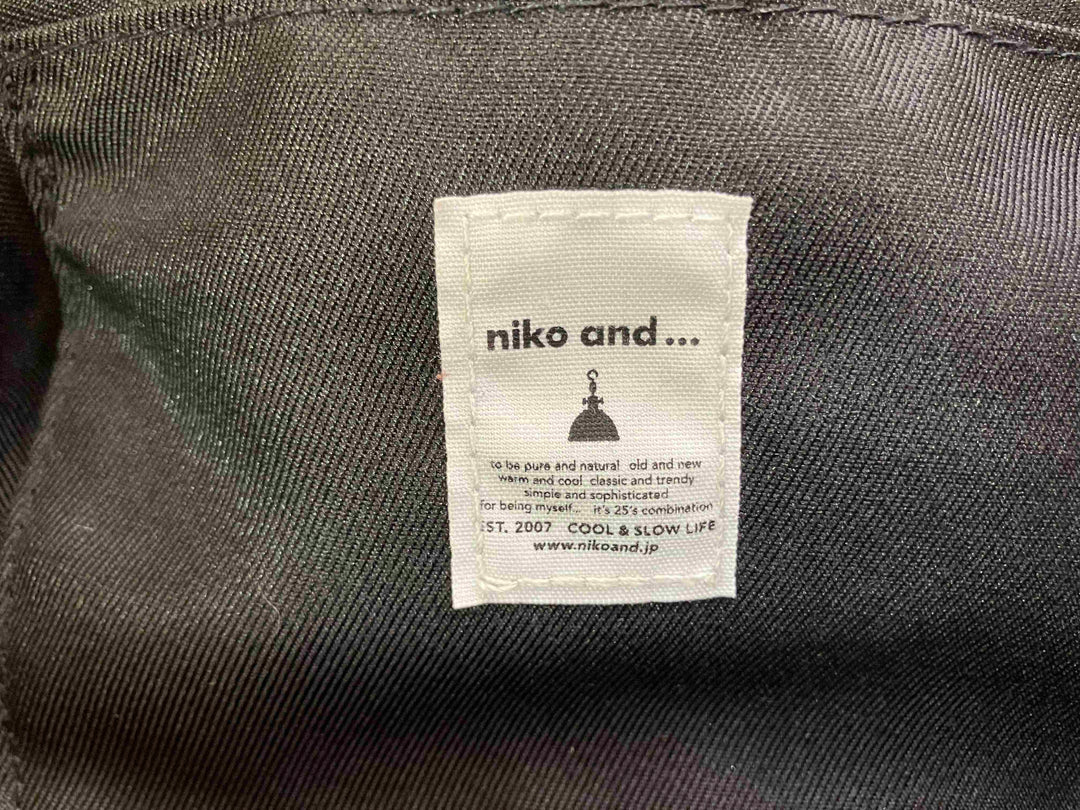 niko and...
to be pure and natural old and new
warm and cool classic and trendy
simple and sophisticated
for being myself... it's 25's combination
EST. 2007 COOL & SLOW LIFE
www.nikoand.jp